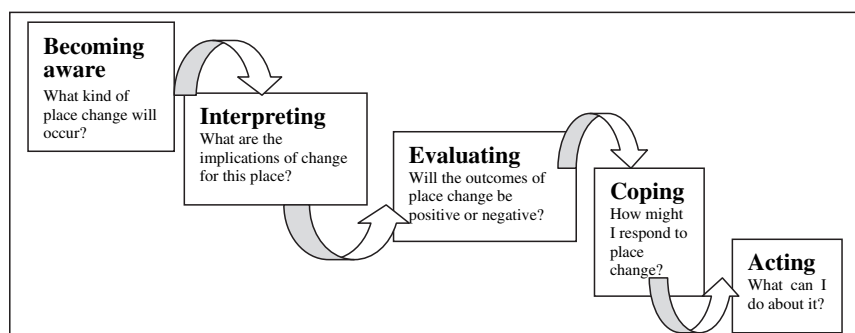 Becoming
aware
What kind of
place change will
occur?
Interpreting
What are the
implications of change
for this place?
Evaluating
Will the outcomes of
place change be
positive or negative?
Coping
How might
I respond to
place
change?
Acting
What can I
do about it?